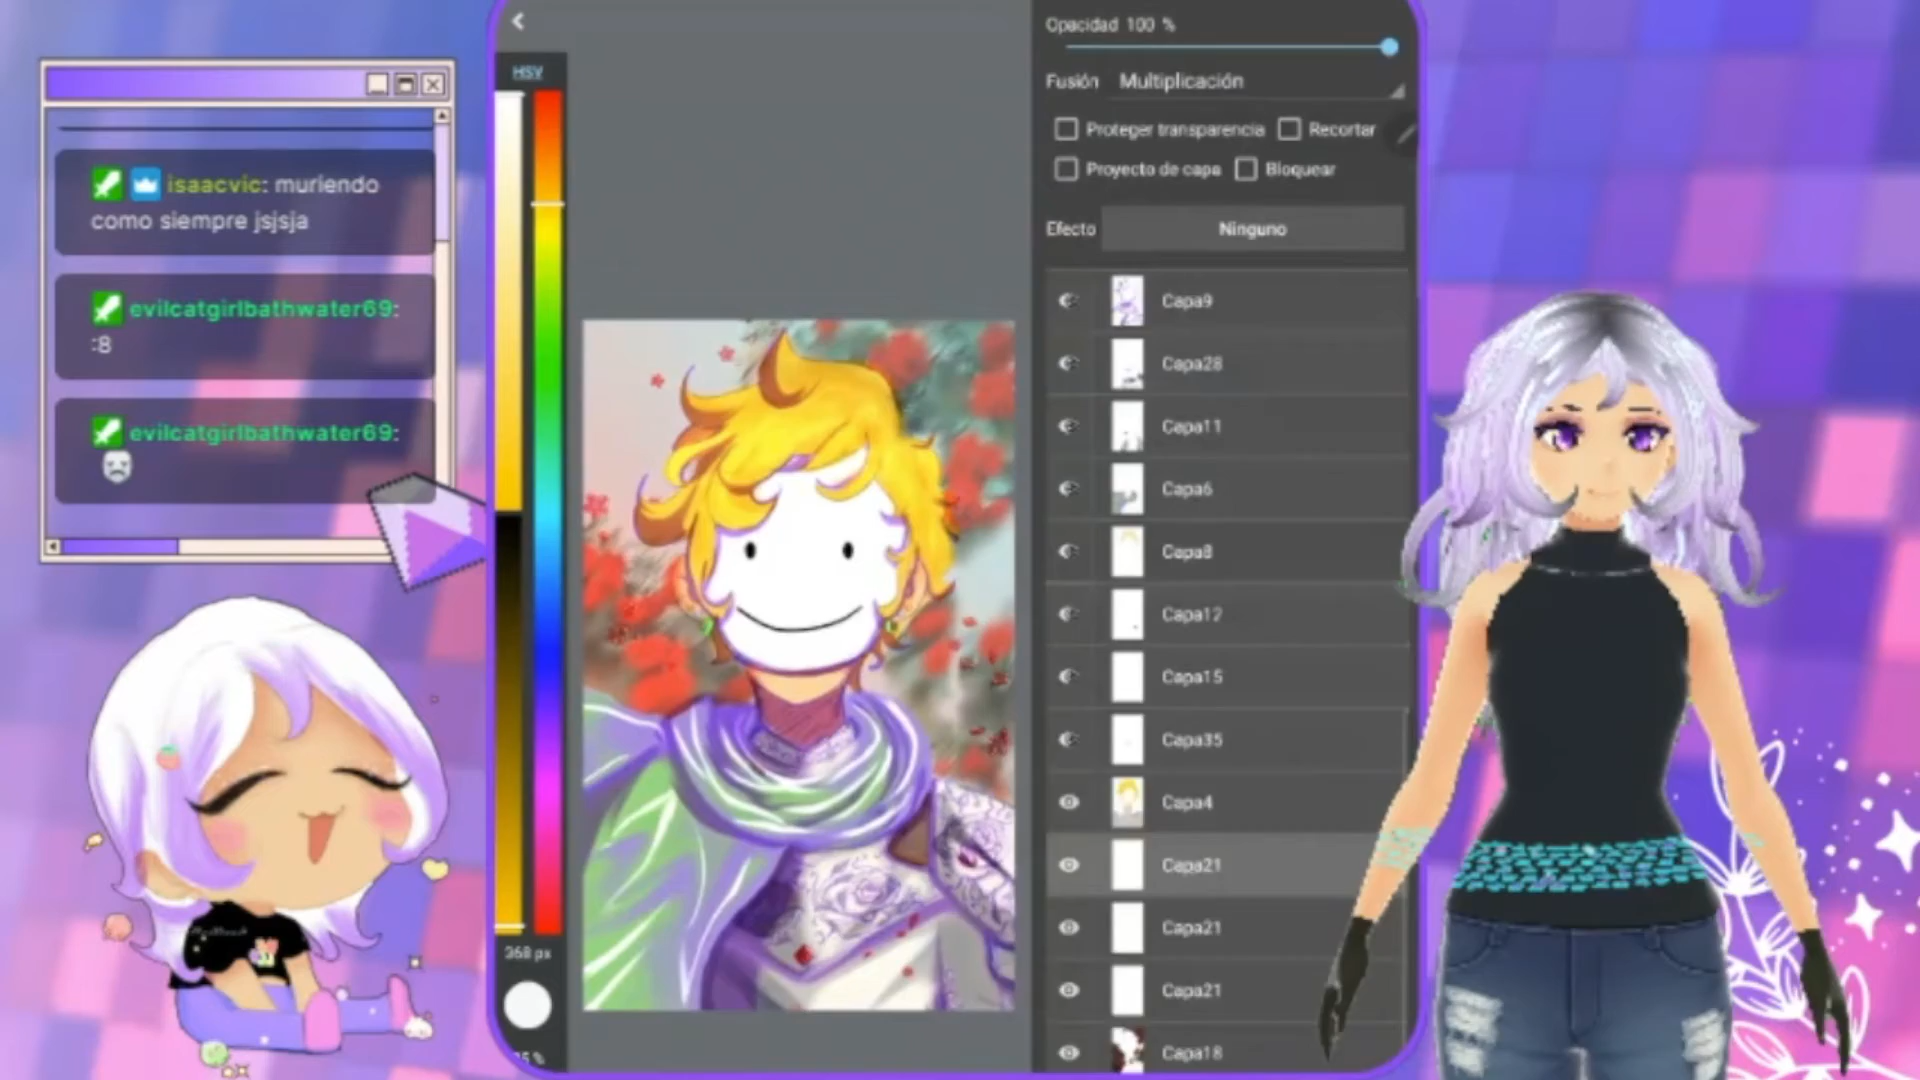 isaacvic: muriendo
como siempre jsjsja
evilcatgirlbathwater69:
:8
evilcatgirlbathwater69:
HSV
368 px
Opacidad 100 %
Fusión Multiplicación
Proteger transparencia Recortar
Proyecto de capa Bloquear
Efecto Ninguno
Capa9
Capa28
Capa11
Capa6
Capa8
Capa12
Capa15
Capa35
Capa4
Capa21
Capa21
Capa21
Capa18